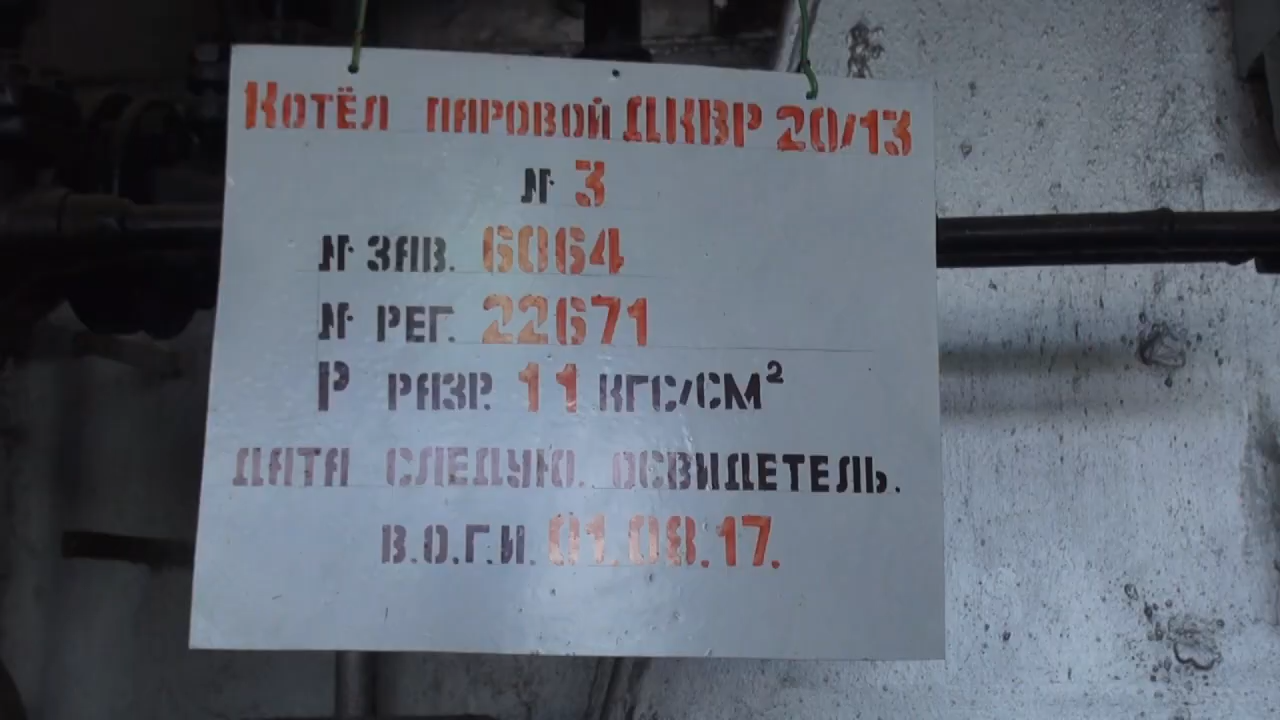 Котёл паровой ДКВР 20/13
№ 3
№ зав. 6064
№ рег. 22671
Р разр. 11 кгс/см²
Дата следую. освидетель.
В.О.Г.И. 01.08.17.